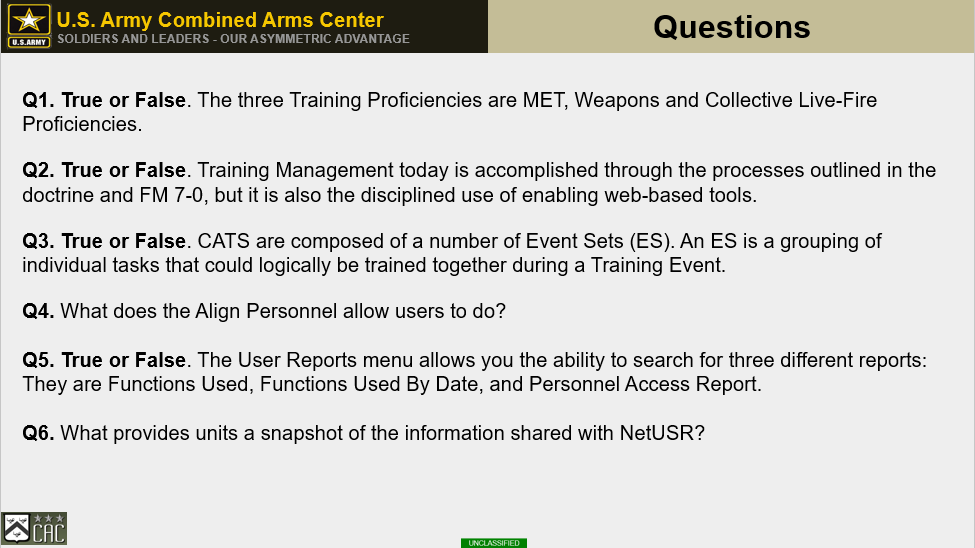 U.S. Army Combined Arms Center
SOLDIERS AND LEADERS - OUR ASYMMETRIC ADVANTAGE
U.S.ARMY
Questions
Q1. True or False. The three Training Proficiencies are MET, Weapons and Collective Live-Fire
Proficiencies.
Q2. True or False. Training Management today is accomplished through the processes outlined in the
doctrine and FM 7-0, but it is also the disciplined use of enabling web-based tools.
Q3. True or False. CATS are composed of a number of Event Sets (ES). An ES is a grouping of
individual tasks that could logically be trained together during a Training Event.
Q4. What does the Align Personnel allow users to do?
Q5. True or False. The User Reports menu allows you the ability to search for three different reports:
They are Functions Used, Functions Used By Date, and Personnel Access Report.
Q6. What provides units a snapshot of the information shared with NetUSR?
CAC
UNCLASSIFIED